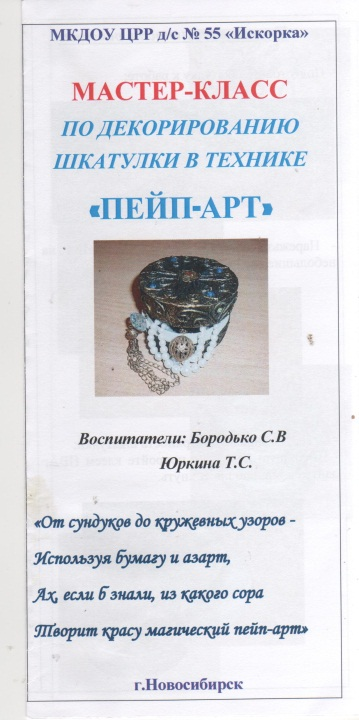 МКДОУ ЦРР д/с № 55 «Искорка»
МАСТЕР-КЛАСС
ПО ДЕКОРИРОВАНИЮ
ШКАТУЛКИ В ТЕХНИКЕ
«ПЕЙП-АРТ»
Воспитатели: Бородько С.В
Юркина Т.С.
«От сундуков до кружевных узоров -
Используя бумагу и азарт,
Ах, если б знали, из какого сора
Творит красу магический пейп-арт»
г.Новосибирск